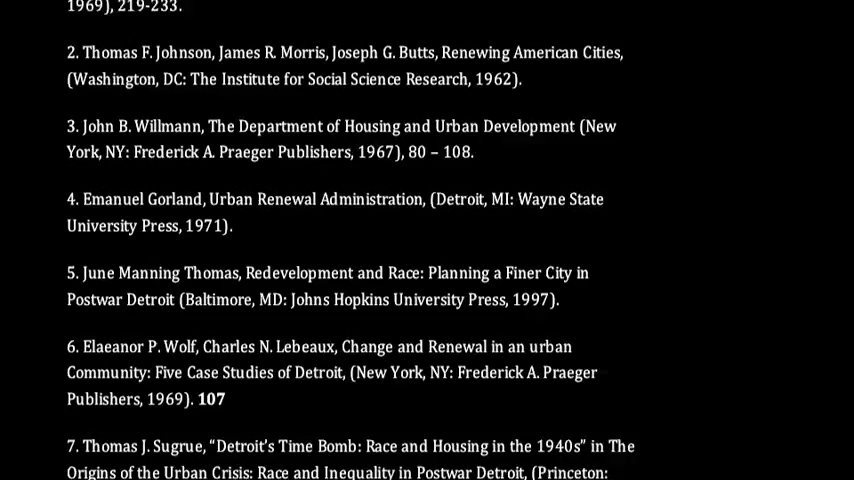 1969), 219-233.
2. Thomas F. Johnson, James R. Morris, Joseph G. Butts, Renewing American Cities,
(Washington, DC: The Institute for Social Science Research, 1962).
3. John B. Willmann, The Department of Housing and Urban Development (New
York, NY: Frederick A. Praeger Publishers, 1967), 80 – 108.
4. Emanuel Gorland, Urban Renewal Administration, (Detroit, MI: Wayne State
University Press, 1971).
5. June Manning Thomas, Redevelopment and Race: Planning a Finer City in
Postwar Detroit (Baltimore, MD: Johns Hopkins University Press, 1997).
6. Elaeanor P. Wolf, Charles N. Lebeaux, Change and Renewal in an urban
Community: Five Case Studies of Detroit, (New York, NY: Frederick A. Praeger
Publishers, 1969). 107
7. Thomas J. Sugrue, “Detroit’s Time Bomb: Race and Housing in the 1940s” in The
Origins of the Urban Crisis: Race and Inequality in Postwar Detroit, (Princeton: